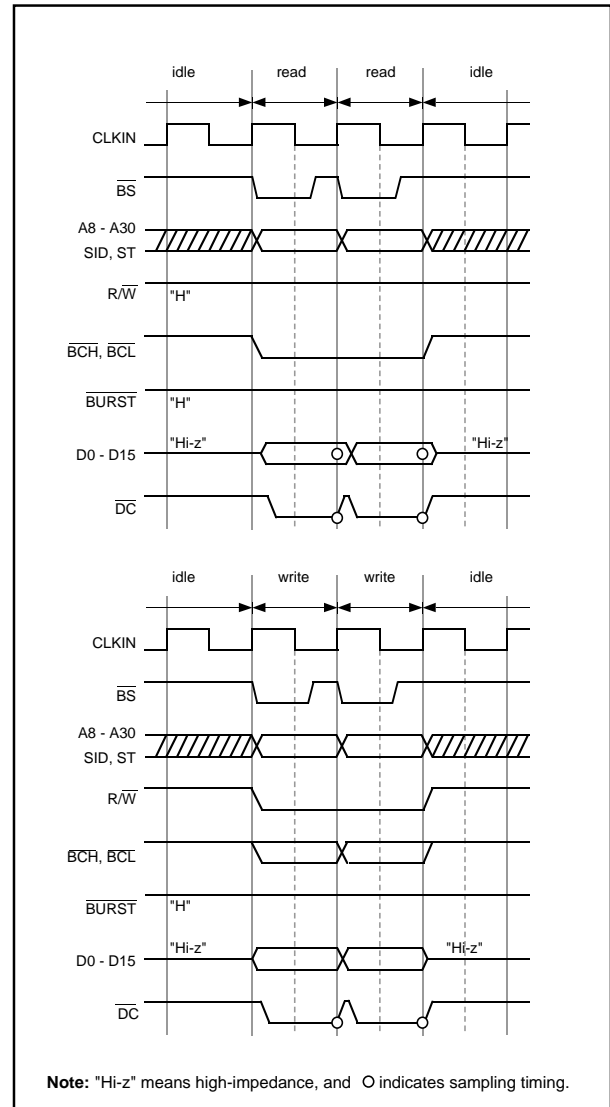 idle read read idle
CLKIN
BS
A8 - A30
SID, ST
R/W "H"
BCH, BCL
BURST "H"
D0 - D15 "Hi-z" "Hi-z"
DC
idle write write idle
CLKIN
BS
A8 - A30
SID, ST
R/W
BCH, BCL
BURST "H"
D0 - D15 "Hi-z" "Hi-z"
DC
Note: "Hi-z" means high-impedance, and O indicates sampling timing.